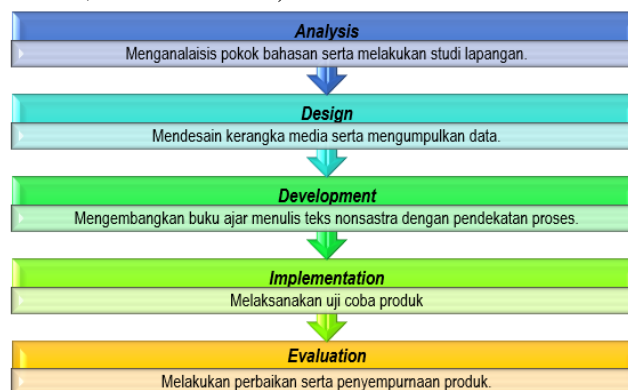 Analysis
Menganalaisis pokok bahasan serta melakukan studi lapangan.
Design
Mendesain kerangka media serta mengumpulkan data.
Development
Mengembangkan buku ajar menulis teks nonsastra dengan pendekatan proses.
Implementation
Melaksanakan uji coba produk
Evaluation
Melakukan perbaikan serta penyempurnaan produk.